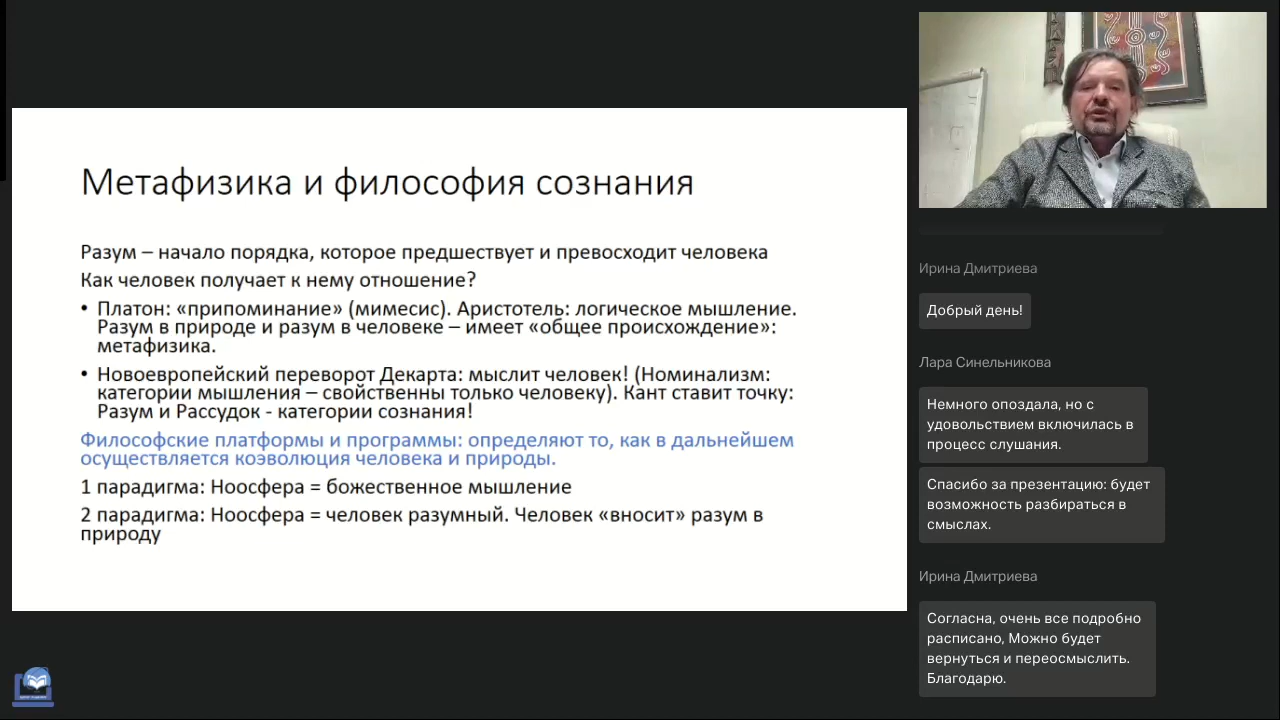 Метафизика и философия сознания
Разум – начало порядка, которое предшествует и превосходит человека
Как человек получает к нему отношение?
• Платон: «припоминание» (мимесис). Аристотель: логическое мышление.
Разум в природе и разум в человеке – имеет «общее происхождение»:
метафизика.
• Новоевропейский переворот Декарта: мыслит человек! (Номинализм:
категории мышления – свойственны только человеку). Кант ставит точку:
Разум и Рассудок - категории сознания!
Философские платформы и программы: определяют то, как в дальнейшем
осуществляется коэволюция человека и природы.
1 парадигма: Ноосфера = божественное мышление
2 парадигма: Ноосфера = человек разумный. Человек «вносит» разум в
природу
Ирина Дмитриева
Добрый день!
Лара Синельникова
Немного опоздала, но с
удовольствием включилась в
процесс слушания.
Спасибо за презентацию: будет
возможность разбираться в
смыслах.
Ирина Дмитриева
Согласна, очень все подробно
расписано, Можно будет
вернуться и переосмыслить.
Благодарю.